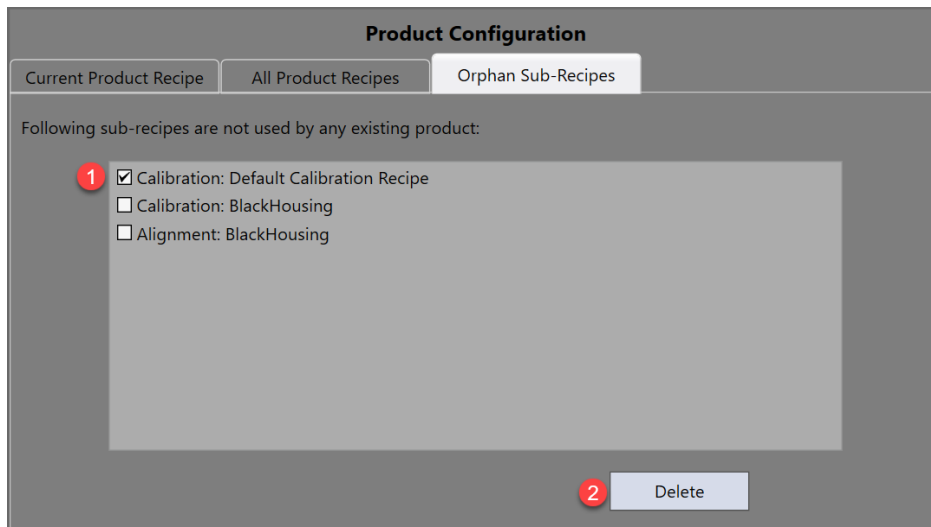 Product Configuration
Current Product Recipe All Product Recipes Orphan Sub-Recipes
Following sub-recipes are not used by any existing product:
1 Calibration: Default Calibration Recipe
Calibration: BlackHousing
Alignment: BlackHousing
2 Delete